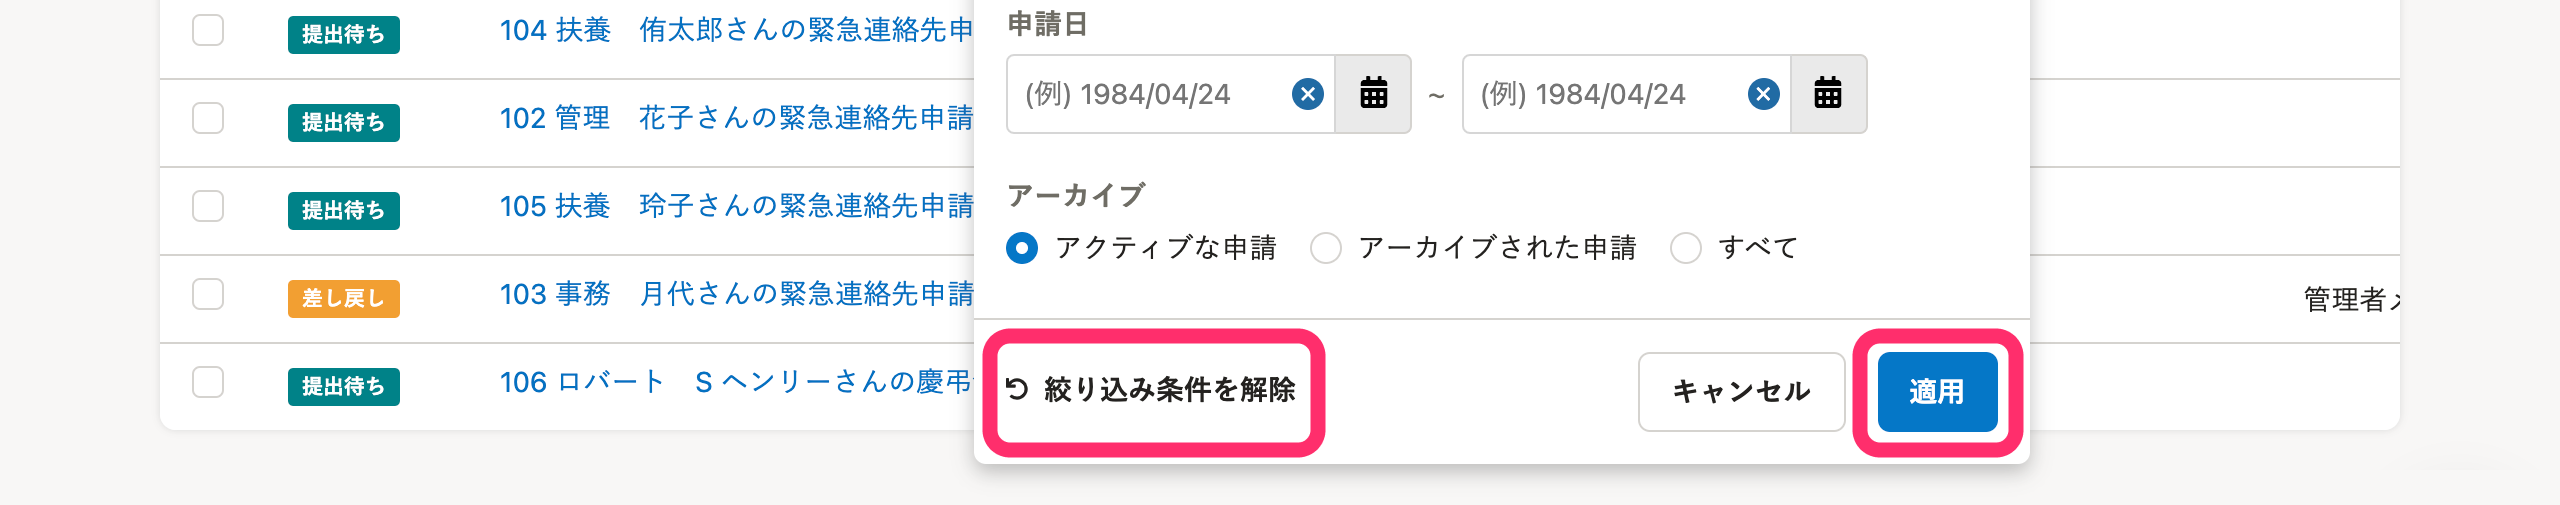 提出待ち 104 扶養 侑太郎さんの緊急連絡先申
提出待ち 102 管理 花子さんの緊急連絡先申請
提出待ち 105 扶養 玲子さんの緊急連絡先申請
差し戻し 103 事務 月代さんの緊急連絡先申請
提出待ち 106 ロバート S ヘンリーさんの慶弔
申請日
(例) 1984/04/24 ~ (例) 1984/04/24
アーカイブ
アクティブな申請 アーカイブされた申請 すべて
絞り込み条件を解除 キャンセル 適用
管理者メ